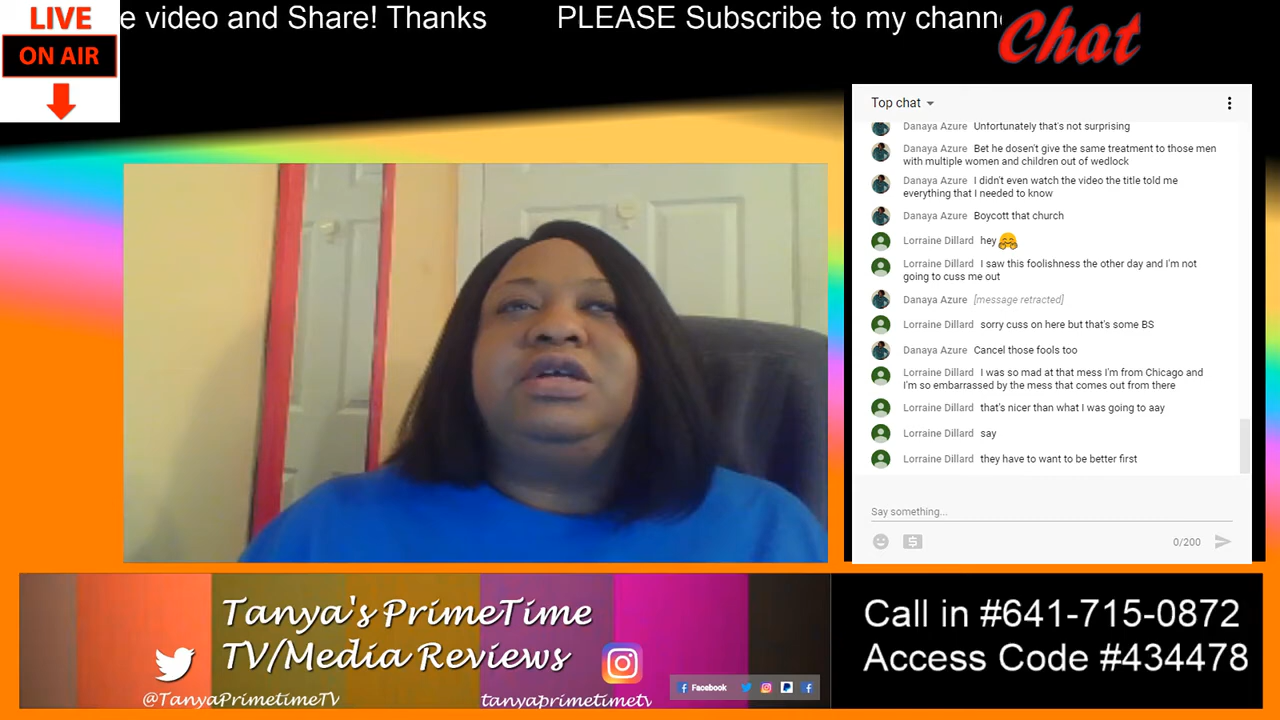 LIVE
ON AIR
e video and Share! Thanks PLEASE Subscribe to my channe
Chat
Top chat
Danaya Azure Unfortunately that's not surprising
Danaya Azure Bet he dosen't give the same treatment to those men
with multiple women and children out of wedlock
Danaya Azure I didn't even watch the video the title told me
everything that I needed to know
Danaya Azure Boycott that church
Lorraine Dillard hey
Lorraine Dillard I saw this foolishness the other day and I'm not
going to cuss me out
Danaya Azure [message retracted]
Lorraine Dillard sorry cuss on here but that's some BS
Danaya Azure Cancel those fools too
Lorraine Dillard I was so mad at that mess I'm from Chicago and
I'm so embarrassed by the mess that comes out from there
Lorraine Dillard that's nicer than what I was going to aay
Lorraine Dillard say
Lorraine Dillard they have to want to be better first
Say something...
0/200
Tanya's PrimeTime
TV/Media Reviews
@TanyaPrimetimeTV
tanyaprimetimetv
Facebook
Call in #641-715-0872
Access Code #434478